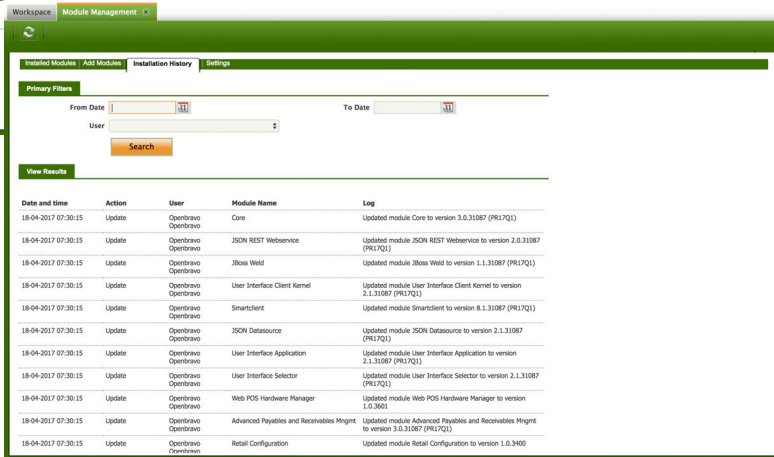 Workspace Module Management
Installed Modules | Add Modules | Installation History | Settings
Primary Filters
From Date 31 To Date 31
User
Search
View Results
Date and time Action User Module Name Log
18-04-2017 07:30:15 Update Openbravo Core Updated module Core to version 3.0.31087 (PR17Q1)
Openbravo
18-04-2017 07:30:15 Update Openbravo JSON REST Webservice Updated module JSON REST Webservice to version 2.0.31087
Openbravo (PR17Q1)
18-04-2017 07:30:15 Update Openbravo JBoss Weld Updated module JBoss Weld to version 1.1.31087 (PR17Q1)
Openbravo
18-04-2017 07:30:15 Update Openbravo User Interface Client Kernel Updated module User Interface Client Kernel to version
Openbravo 2.1.31087 (PR17Q1)
18-04-2017 07:30:15 Update Openbravo Smartclient Updated module Smartclient to version 8.1.31087 (PR17Q1)
Openbravo
18-04-2017 07:30:15 Update Openbravo JSON Datasource Updated module JSON Datasource to version 2.1.31087
Openbravo (PR17Q1)
18-04-2017 07:30:15 Update Openbravo User Interface Application Updated module User Interface Application to version
Openbravo 2.1.31087 (PR17Q1)
18-04-2017 07:30:15 Update Openbravo User Interface Selector Updated module User Interface Selector to version 2.1.31087
Openbravo (PR17Q1)
18-04-2017 07:30:15 Update Openbravo Web POS Hardware Manager Updated module Web POS Hardware Manager to version
Openbravo 1.0.3601
18-04-2017 07:30:15 Update Openbravo Advanced Payables and Receivables Mngmt Updated module Advanced Payables and Receivables Mngmt
Openbravo to version 3.0.31087 (PR17Q1)
18-04-2017 07:30:15 Update Openbravo Retail Configuration Updated module Retail Configuration to version 1.0.3400
Openbravo